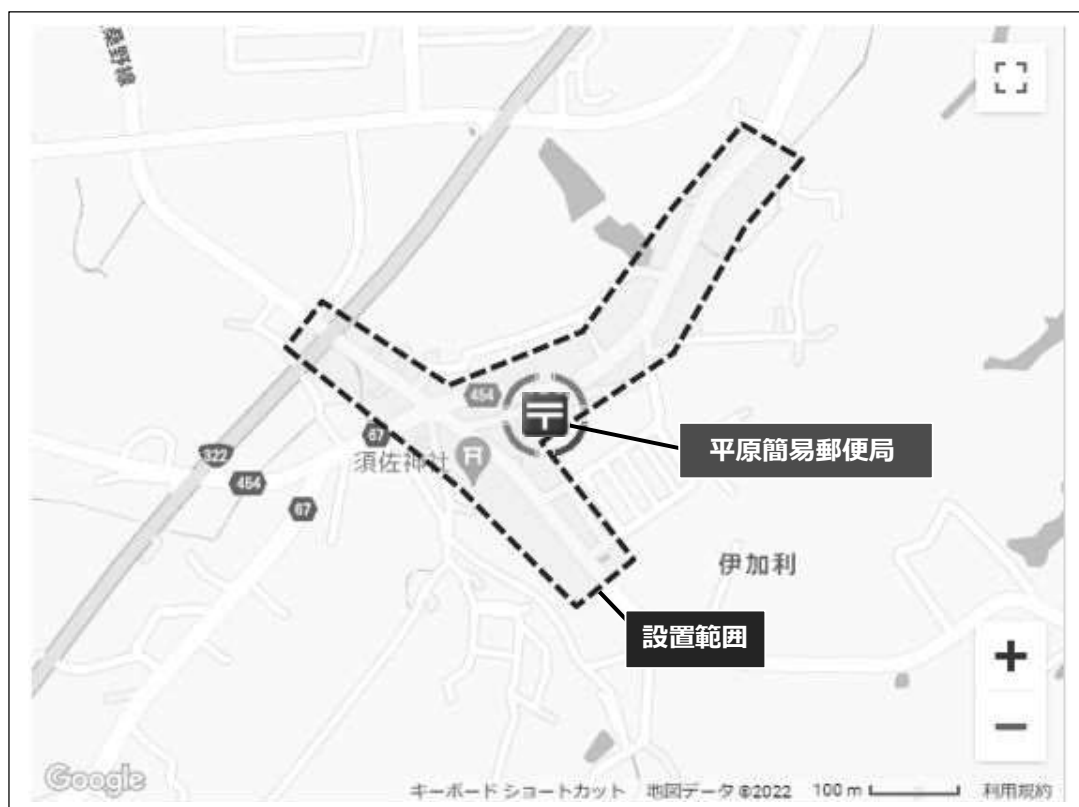 桑野線
454
〒
平原簡易郵便局
67
須佐神社
322
454
67
伊加利
設置範囲
+
−
Google
キーボード ショートカット 地図データ ©2022 100 m 利用規約